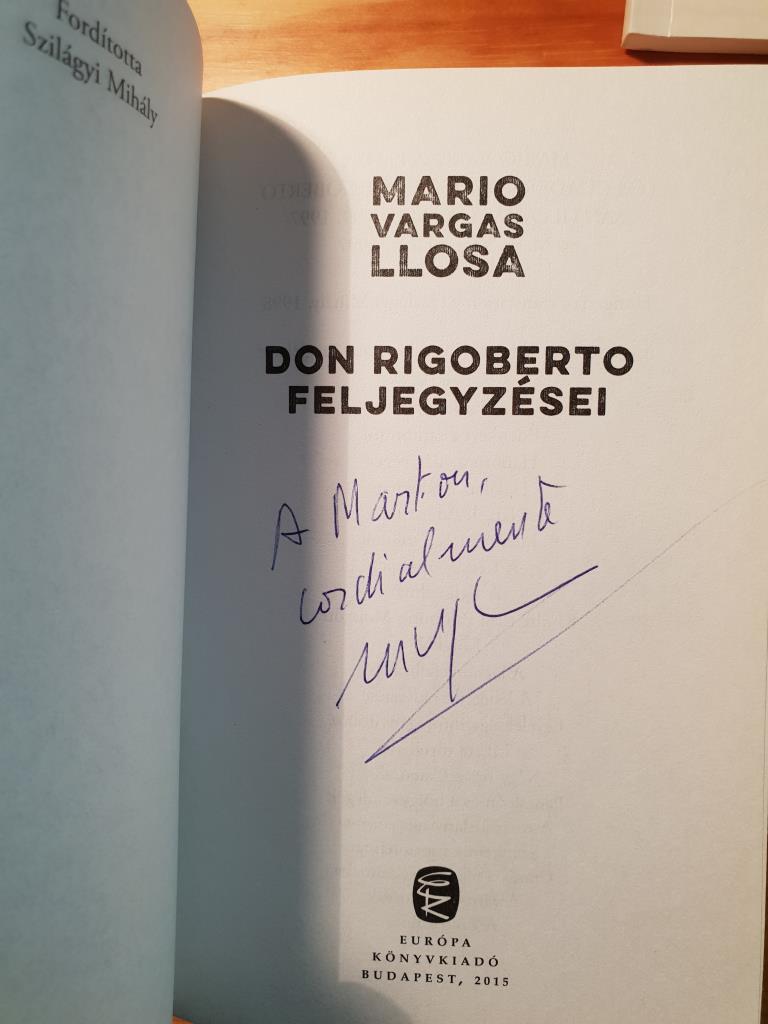 Fordította
Szilágyi Mihály
MARIO
VARGAS
LLOSA
DON RIGOBERTO
FELJEGYZÉSEI
A Marton,
cordialmente
EURÓPA
KÖNYVKIADÓ
BUDAPEST, 2015